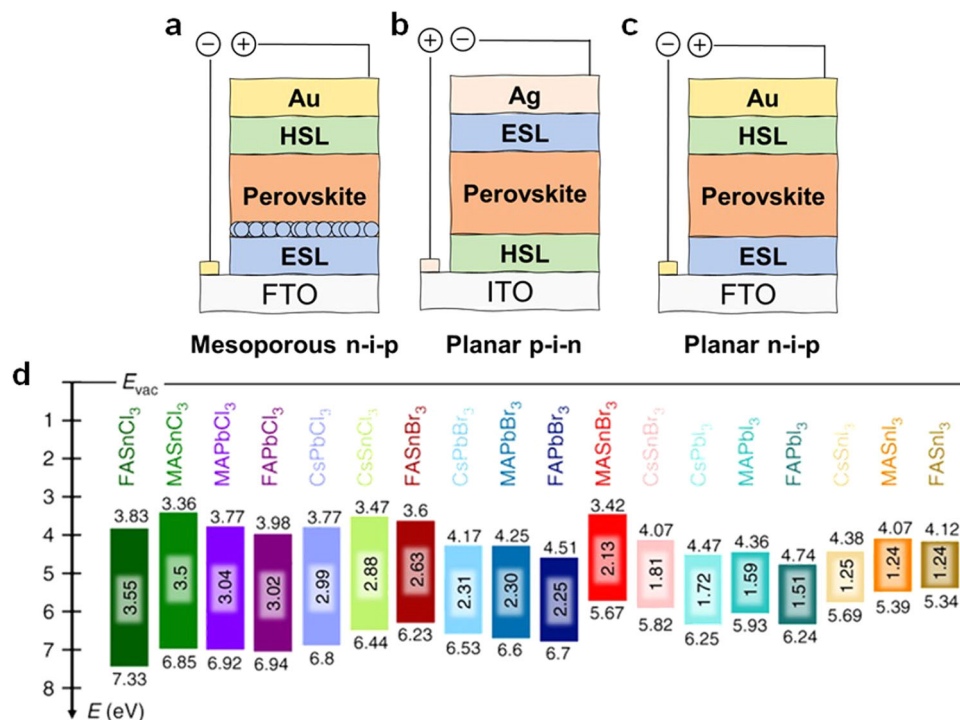 a
b
c
− +
+ −
− +
Au
HSL
Perovskite
ESL
FTO
Mesoporous n-i-p
Ag
ESL
Perovskite
HSL
ITO
Planar p-i-n
Au
HSL
Perovskite
ESL
FTO
Planar n-i-p
d
Evac
1
2
3
4
5
6
7
8
E (eV)
FASnCl3
3.83
3.55
7.33
MASnCl3
3.36
3.5
6.85
MAPbCl3
3.77
3.04
6.92
FAPbCl3
3.98
3.02
6.94
CsPbCl3
3.77
2.99
6.8
CsSnCl3
3.47
2.88
6.44
FASnBr3
3.6
2.63
6.23
CsPbBr3
4.17
2.31
6.53
MAPbBr3
4.25
2.30
6.6
FAPbBr3
4.51
2.25
6.7
MASnBr3
3.42
2.13
5.67
CsSnBr3
4.07
1.81
5.82
CsPbI3
4.47
1.72
6.25
MAPbI3
4.36
1.59
5.93
FAPbI3
4.74
1.51
6.24
CsSnI3
4.38
1.25
5.69
MASnI3
4.07
1.24
5.39
FASnI3
4.12
1.24
5.34